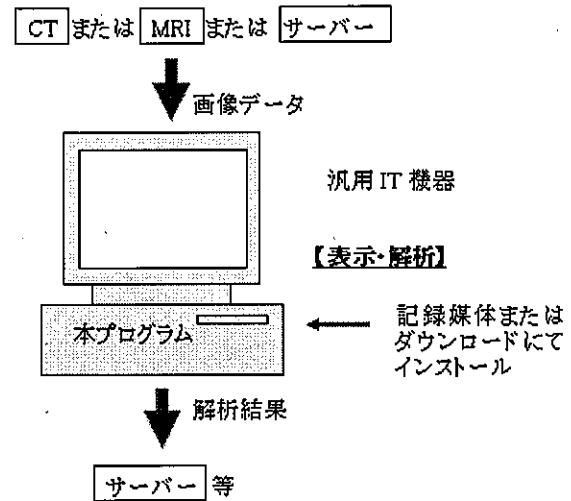 CT または MRI または サーバー
画像データ
汎用 IT 機器
【表示・解析】
本プログラム
記録媒体または
ダウンロードにて
インストール
解析結果
サーバー 等